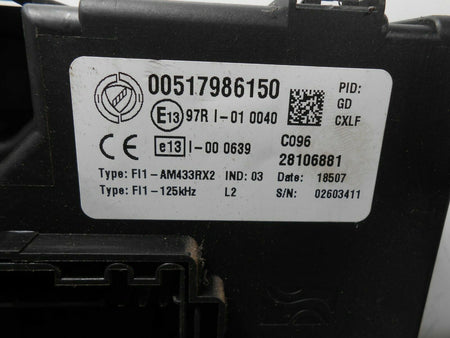 00517986150
PID:
GD
CXLF
E13 97R I-01 0040
CE e13 I-00 0639
C096
28106881
Type: FI1-AM433RX2 IND: 03 Date: 18507
Type: FI1-125kHz L2 S/N: 02603411